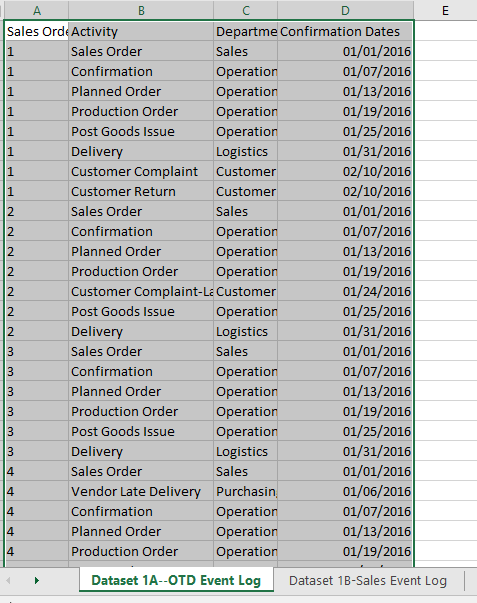 A B C D E
Sales Orde Activity Departme Confirmation Dates
1 Sales Order Sales 01/01/2016
1 Confirmation Operation 01/07/2016
1 Planned Order Operation 01/13/2016
1 Production Order Operation 01/19/2016
1 Post Goods Issue Operation 01/25/2016
1 Delivery Logistics 01/31/2016
1 Customer Complaint Customer 02/10/2016
1 Customer Return Customer 02/10/2016
2 Sales Order Sales 01/01/2016
2 Confirmation Operation 01/07/2016
2 Planned Order Operation 01/13/2016
2 Production Order Operation 01/19/2016
2 Customer Complaint-La Customer 01/24/2016
2 Post Goods Issue Operation 01/25/2016
2 Delivery Logistics 01/31/2016
3 Sales Order Sales 01/01/2016
3 Confirmation Operation 01/07/2016
3 Planned Order Operation 01/13/2016
3 Production Order Operation 01/19/2016
3 Post Goods Issue Operation 01/25/2016
3 Delivery Logistics 01/31/2016
4 Sales Order Sales 01/01/2016
4 Vendor Late Delivery Purchasin 01/06/2016
4 Confirmation Operation 01/07/2016
4 Planned Order Operation 01/13/2016
4 Production Order Operation 01/19/2016
Dataset 1A--OTD Event Log Dataset 1B-Sales Event Log